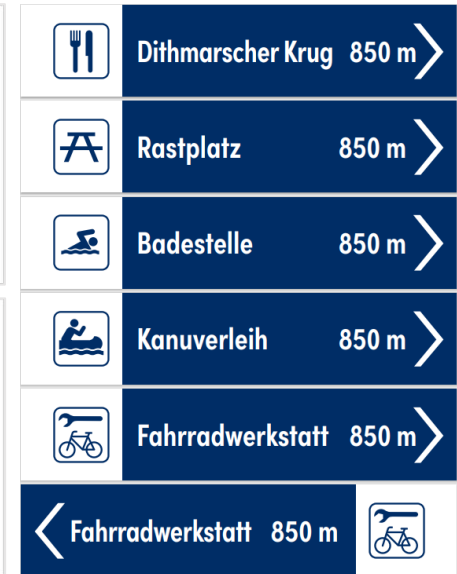 Dithmarscher Krug 850 m
Rastplatz 850 m
Badestelle 850 m
Kanuverleih 850 m
Fahrradwerkstatt 850 m
Fahrradwerkstatt 850 m